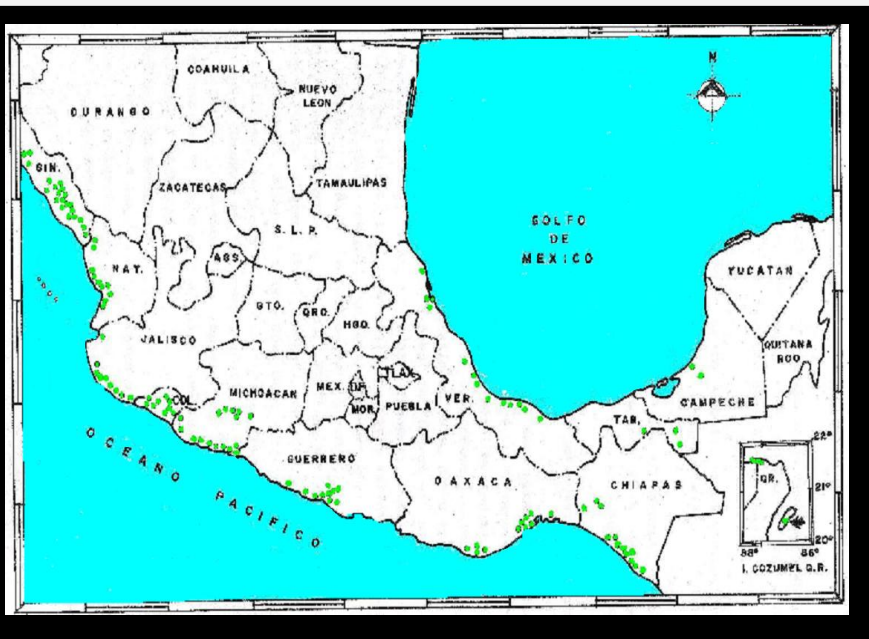 N
COAHUILA
NUEVO
LEON
DURANGO
SIN.
ZACATECAS
TAMAULIPAS
S. L. P.
GOLFO
DE
MEXICO
NAY.
AGS.
YUCATAN
GTO.
QRO.
HGO.
JALISCO
QUITANA
ROO
TLAX.
MICHOACAN
MEX.
DF
VER.
COL.
MOR.
PUEBLA
CAMPECHE
TAB.
OCEANO PACIFICO
GUERRERO
OAXACA
CHIAPAS
22°
QR.
21°
20°
88°
86°
I. COZUMEL Q.R.